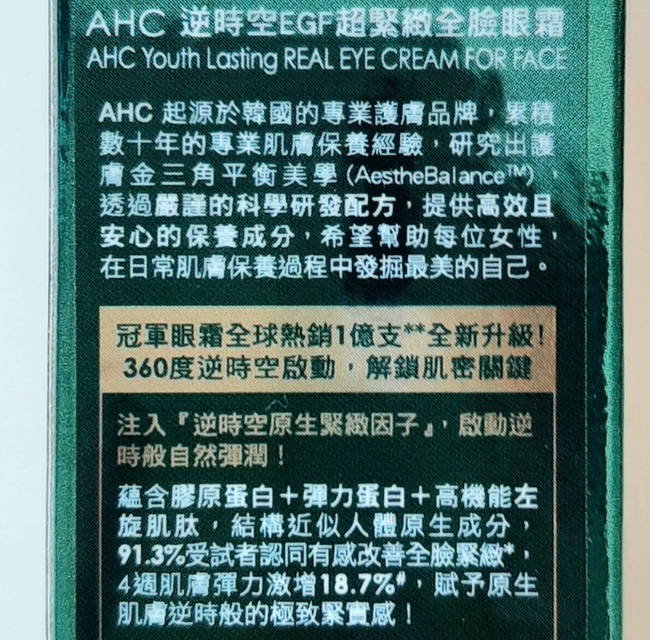 AHC 逆時空EGF超緊緻全臉眼霜
AHC Youth Lasting REAL EYE CREAM FOR FACE
AHC 起源於韓國的專業護膚品牌，累積
數十年的專業肌膚保養經驗，研究出護
膚金三角平衡美學(AestheBalance™)，
透過嚴謹的科學研發配方，提供高效且
安心的保養成分，希望幫助每位女性，
在日常肌膚保養過程中發掘最美的自己。
冠軍眼霜全球熱銷1億支**全新升級!
360度逆時空啟動，解鎖肌密關鍵
注入『逆時空原生緊緻因子』，啟動逆
時般自然彈潤！
蘊含膠原蛋白＋彈力蛋白＋高機能左
旋肌肽，結構近似人體原生成分，
91.3%受試者認同有感改善全臉緊緻*，
4週肌膚彈力激增18.7%#，賦予原生
肌膚逆時般的極致緊實感！